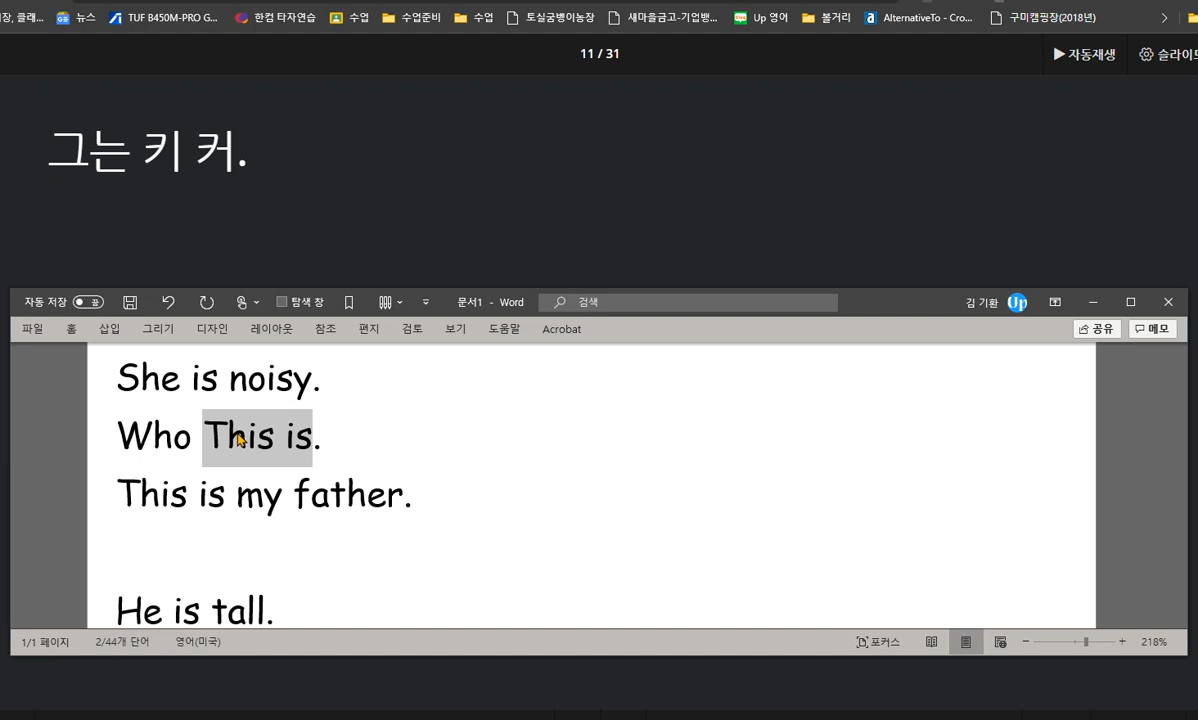 장, 클래... 뉴스 TUF B450M-PRO G... 한컴 타자연습 수업 수업준비 수업 토실굼벵이농장 새마을금고-기업뱅... Up 영어 볼거리 AlternativeTo - Cro... 구미캠핑장(2018년)
11 / 31 자동재생 슬라이드
그는 키 커.
자동 저장 끔 탐색 창 문서1 - Word 검색 김 기환 Up
파일 홈 삽입 그리기 디자인 레이아웃 참조 편지 검토 보기 도움말 Acrobat 공유 메모
She is noisy.
Who This is.
This is my father.
He is tall.
1/1 페이지 2/44개 단어 영어(미국) 포커스 218%